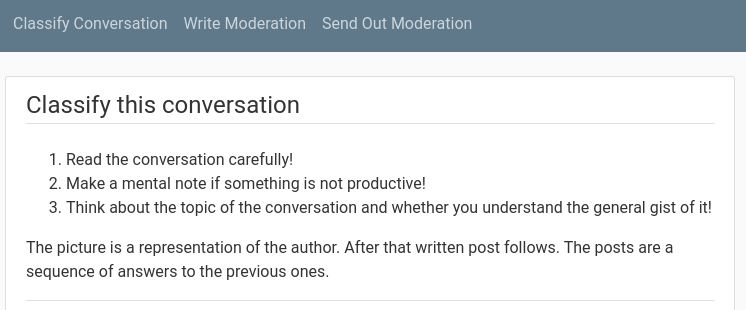 Classify Conversation Write Moderation Send Out Moderation
Classify this conversation
1. Read the conversation carefully!
2. Make a mental note if something is not productive!
3. Think about the topic of the conversation and whether you understand the general gist of it!
The picture is a representation of the author. After that written post follows. The posts are a
sequence of answers to the previous ones.